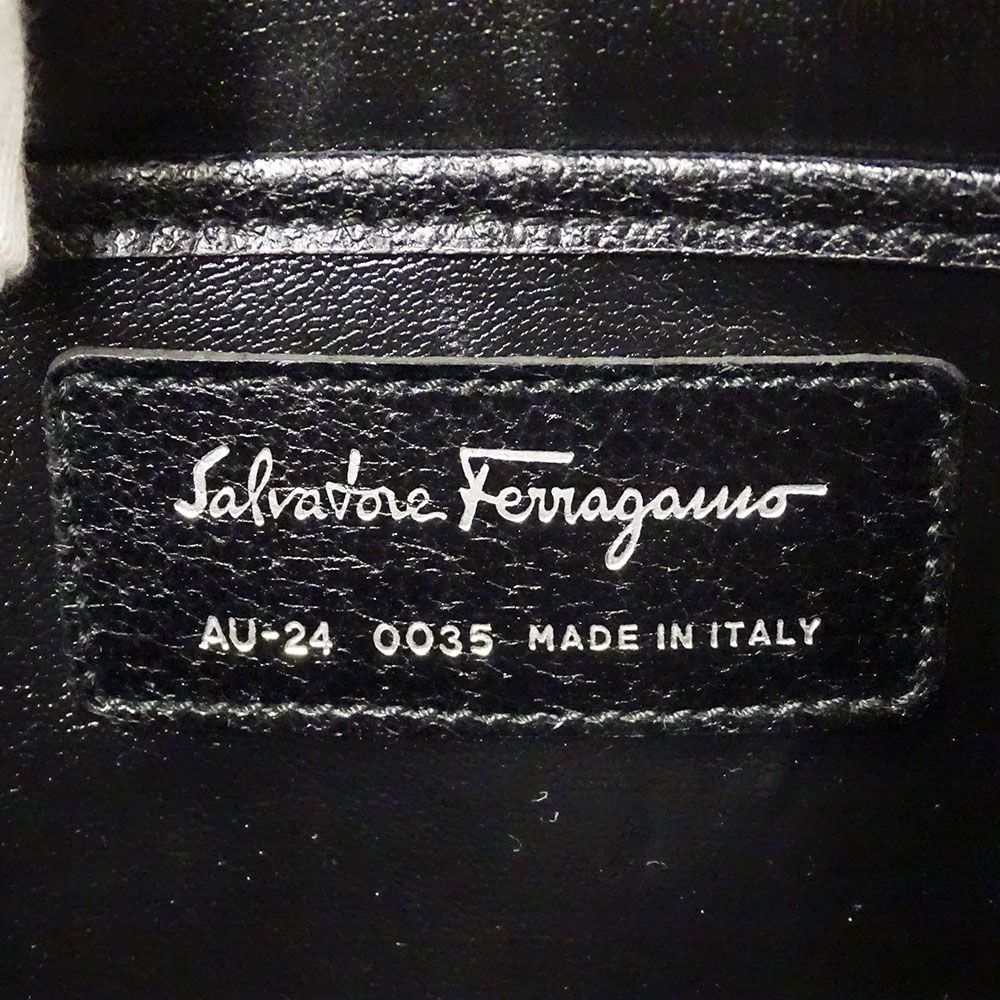 Salvatore Ferragamo
AU-24 0035 MADE IN ITALY